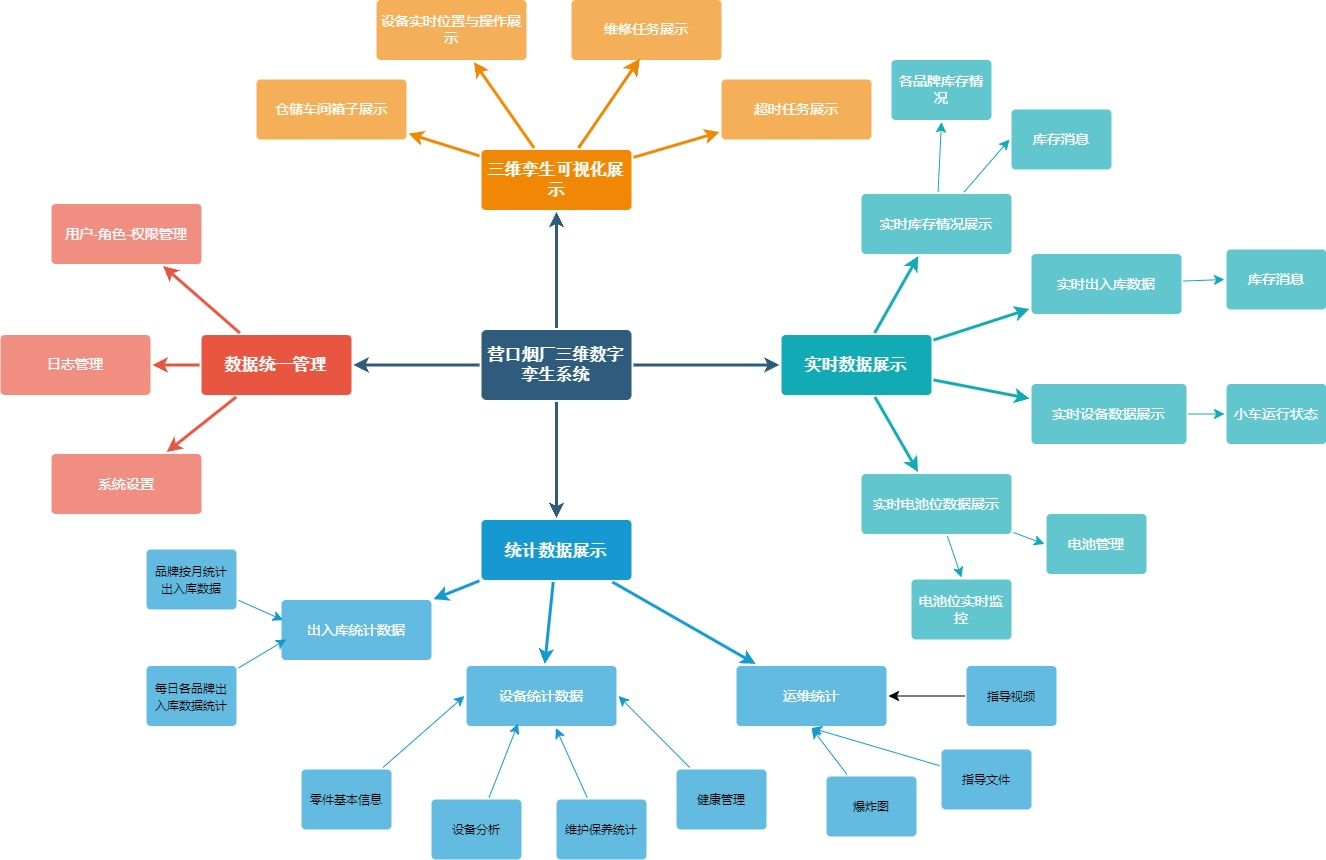 设备实时位置与操作展
示
维修任务展示
仓储车间箱子展示
超时任务展示
三维孪生可视化展
示
各品牌库存情
况
库存消息
实时库存情况展示
用户-角色-权限管理
实时出入库数据
库存消息
日志管理
数据统一管理
营口烟厂三维数字
孪生系统
实时数据展示
实时设备数据展示
小车运行状态
系统设置
实时电池位数据展示
电池管理
电池位实时监
控
统计数据展示
品牌按月统计
出入库数据
出入库统计数据
每日各品牌出
入库数据统计
设备统计数据
运维统计
指导视频
零件基本信息
设备分析
维护保养统计
健康管理
爆炸图
指导文件